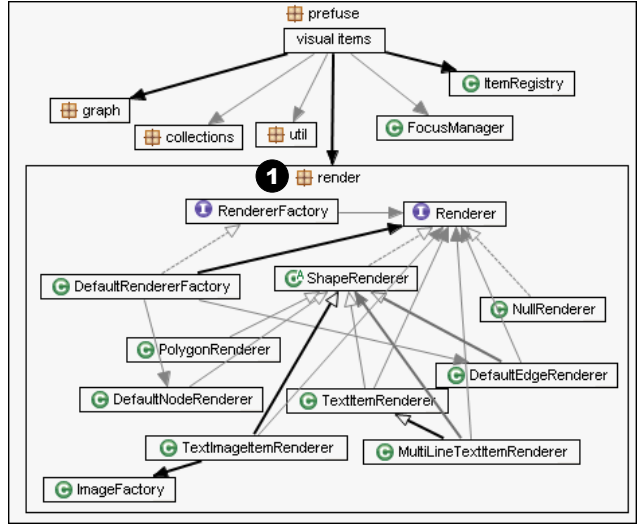 prefuse
visual items
C ItemRegistry
graph
collections
util
C FocusManager
1 render
I RendererFactory
I Renderer
C DefaultRendererFactory
CA ShapeRenderer
C NullRenderer
C PolygonRenderer
C DefaultEdgeRenderer
C DefaultNodeRenderer
C TextItemRenderer
C TextImageItemRenderer
C MultiLineTextItemRenderer
C ImageFactory